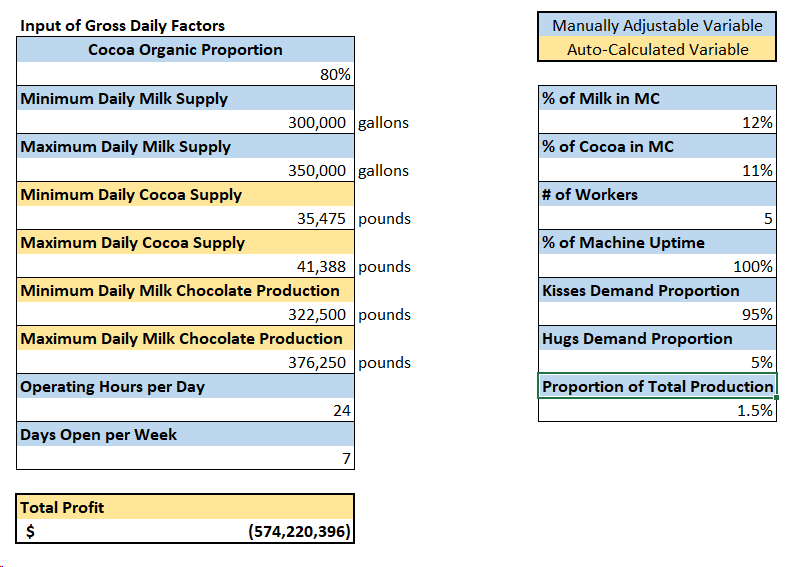 Input of Gross Daily Factors
Cocoa Organic Proportion
80%
Minimum Daily Milk Supply
300,000 gallons
Maximum Daily Milk Supply
350,000 gallons
Minimum Daily Cocoa Supply
35,475 pounds
Maximum Daily Cocoa Supply
41,388 pounds
Minimum Daily Milk Chocolate Production
322,500 pounds
Maximum Daily Milk Chocolate Production
376,250 pounds
Operating Hours per Day
24
Days Open per Week
7
Total Profit
$ (574,220,396)
Manually Adjustable Variable
Auto-Calculated Variable
% of Milk in MC
12%
% of Cocoa in MC
11%
# of Workers
5
% of Machine Uptime
100%
Kisses Demand Proportion
95%
Hugs Demand Proportion
5%
Proportion of Total Production
1.5%